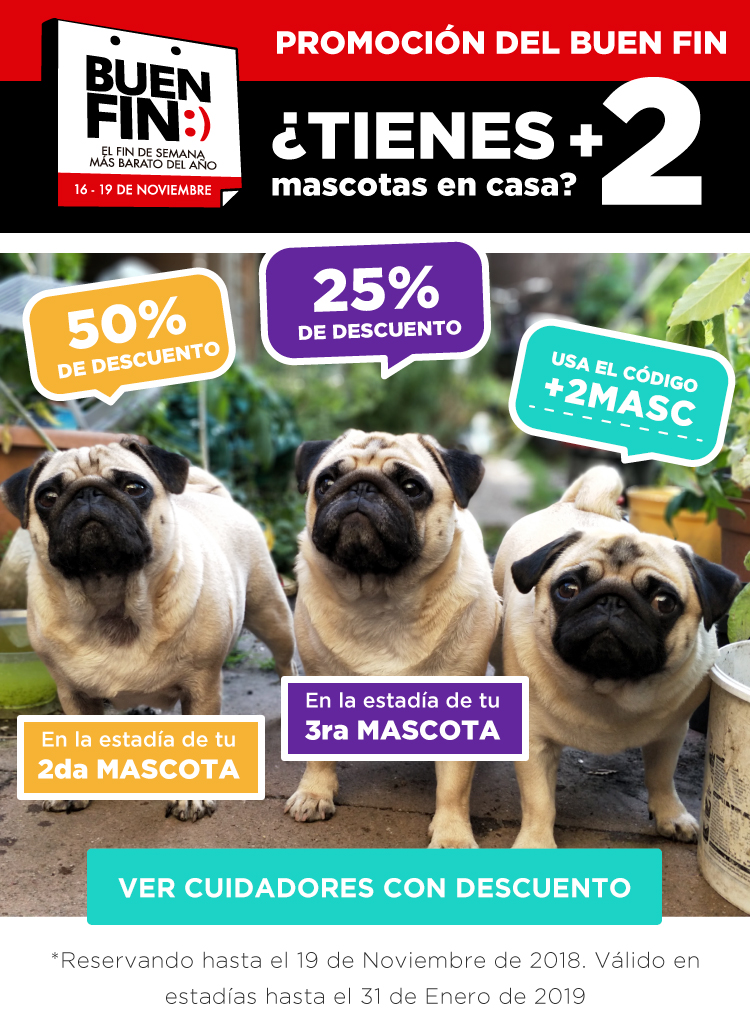 BUEN
FIN:)
EL FIN DE SEMANA
MÁS BARATO DEL AÑO
16 - 19 DE NOVIEMBRE
PROMOCIÓN DEL BUEN FIN
¿TIENES +2
mascotas en casa?
50%
DE DESCUENTO
25%
DE DESCUENTO
USA EL CÓDIGO
+2MASC
En la estadía de tu
2da MASCOTA
En la estadía de tu
3ra MASCOTA
VER CUIDADORES CON DESCUENTO
*Reservando hasta el 19 de Noviembre de 2018. Válido en
estadías hasta el 31 de Enero de 2019